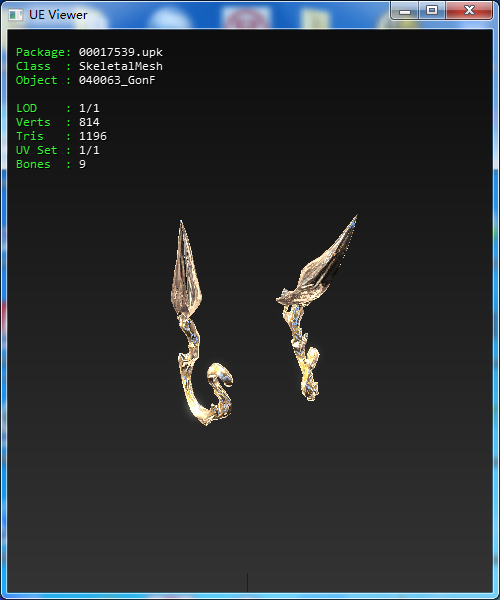 UE Viewer
Package: 00017539.upk
Class : SkeletalMesh
Object : 040063_GonF
LOD : 1/1
Verts : 814
Tris : 1196
UV Set : 1/1
Bones : 9